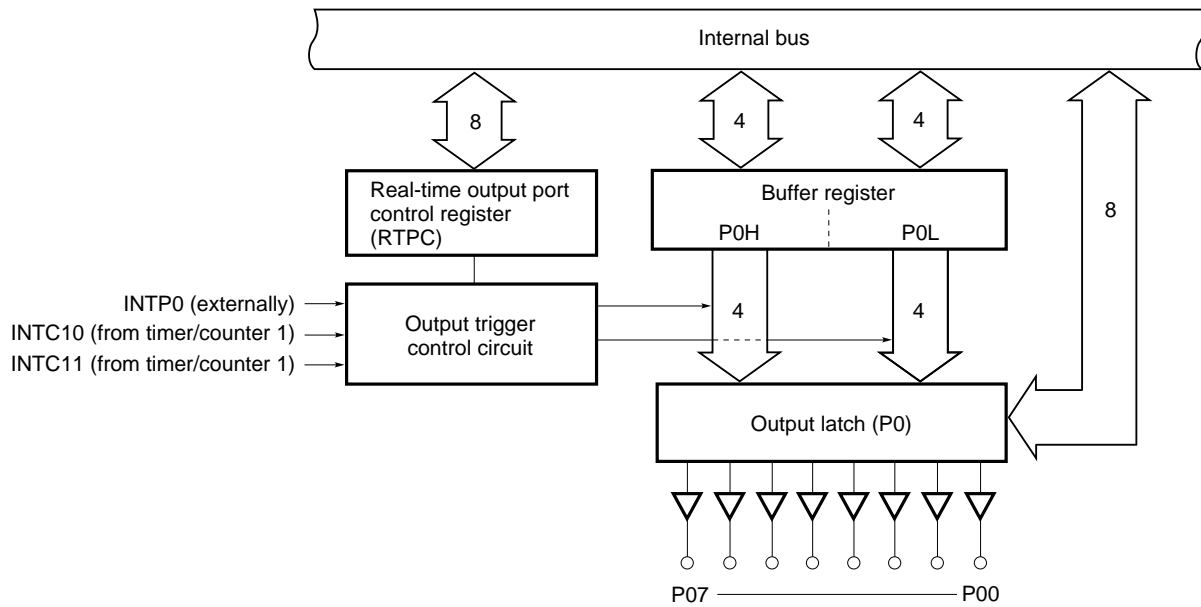 Internal bus
8
4
4
8
Real-time output port
control register
(RTPC)
Buffer register
P0H
P0L
INTP0 (externally)
INTC10 (from timer/counter 1)
INTC11 (from timer/counter 1)
Output trigger
control circuit
4
4
Output latch (P0)
P07
P00